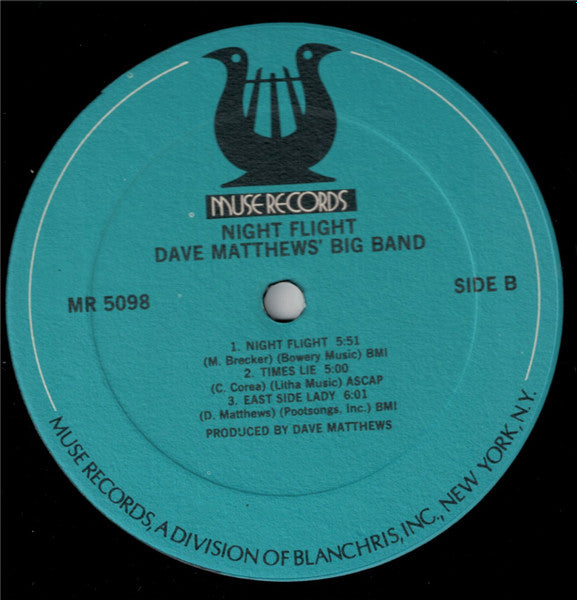 MUSE RECORDS
NIGHT FLIGHT
DAVE MATTHEWS' BIG BAND
MR 5098
SIDE B
1. NIGHT FLIGHT 5:51
(M. Brecker) (Bowery Music) BMI
2. TIMES LIE 5:00
(C. Corea) (Litha Music) ASCAP
3. EAST SIDE LADY 6:01
(D. Matthews) (Pootsongs, Inc.) BMI
PRODUCED BY DAVE MATTHEWS
MUSE RECORDS, A DIVISION OF BLANCHRIS, INC., NEW YORK, N.Y.